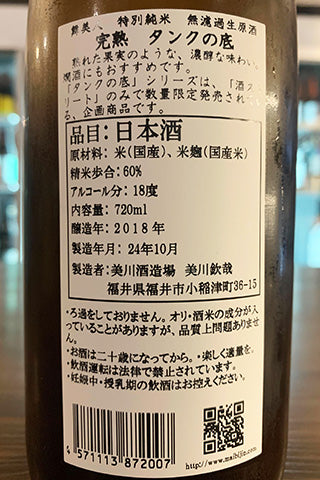 舞美人 特別純米 無濾過生原酒
完熟 タンクの底
熟れた果実のような、濃醇な味わい。
燗酒にもおすすめです。
「タンクの底」シリーズは、「酒ス
リート」のみで数量限定発売され
る、企画商品です。
品目：日本酒
原材料：米(国産)、米麹(国産米)
精米歩合：60%
アルコール分：18度
内容量：720ml
醸造年：2018年
製造年月：24年10月
製造者：美川酒造場 美川欽哉
福井県福井市小稲津町36-15
・ろ過をしておりません。オリ・酒米の成分が入
っていることがありますが、品質上問題ありませ
ん。
・お酒は二十歳になってから。・楽しく適量を。
・飲酒運転は法律で禁止されています。
・妊娠中・授乳期の飲酒はお控えください。
4571113872007
http://www.maibijin.com